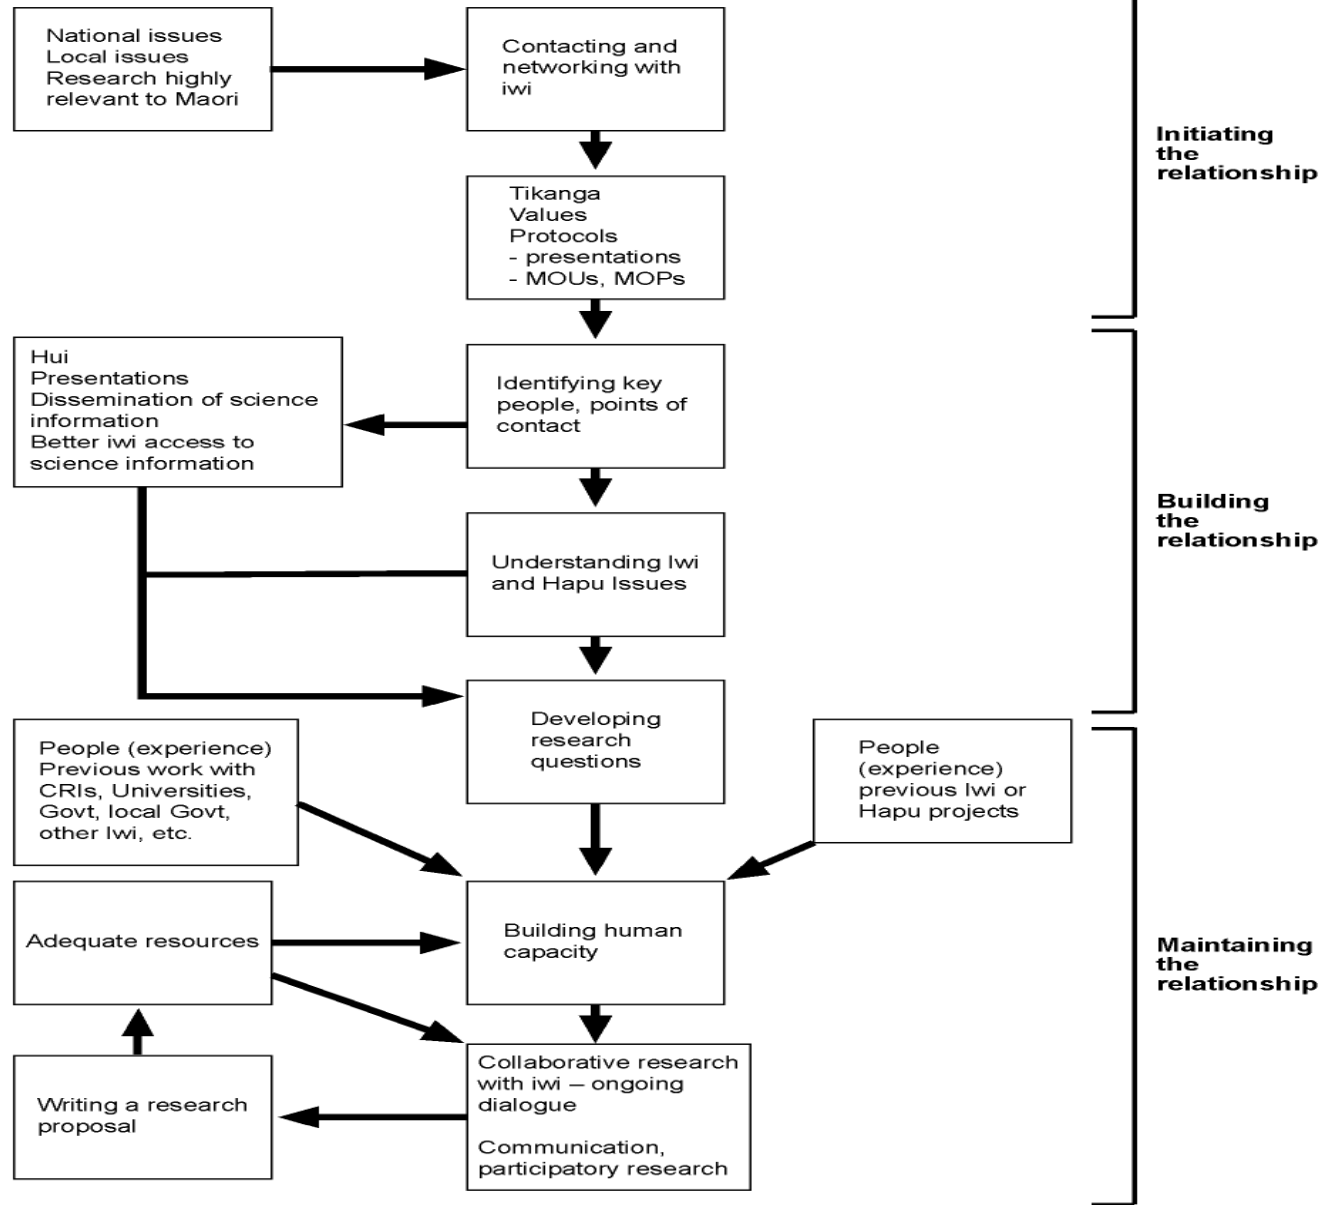 National issues
Local issues
Research highly
relevant to Maori
Contacting and
networking with
iwi
Initiating
the
relationship
Tikanga
Values
Protocols
- presentations
- MOUs, MOPs
Hui
Presentations
Dissemination of science
information
Better iwi access to
science information
Identifying key
people, points of
contact
Building
the
relationship
Understanding Iwi
and Hapu Issues
Developing
research
questions
People (experience)
Previous work with
CRIs, Universities,
Govt, local Govt,
other Iwi, etc.
People
(experience)
previous Iwi or
Hapu projects
Adequate resources
Building human
capacity
Maintaining
the
relationship
Writing a research
proposal
Collaborative research
with iwi – ongoing
dialogue
Communication,
participatory research